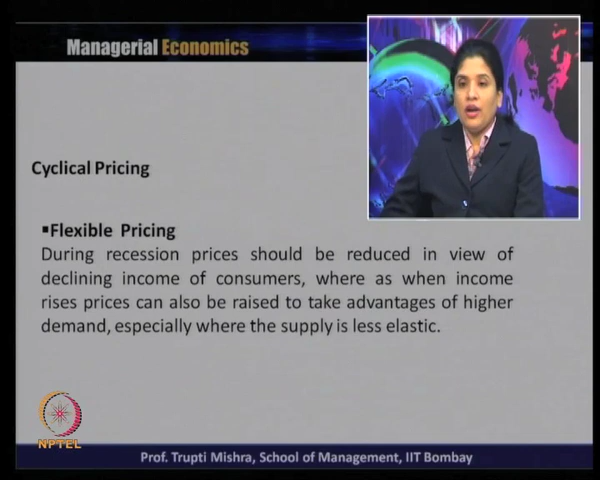 Managerial Economics
Cyclical Pricing
▪Flexible Pricing
During recession prices should be reduced in view of
declining income of consumers, where as when income
rises prices can also be raised to take advantages of higher
demand, especially where the supply is less elastic.
NPTEL
Prof. Trupti Mishra, School of Management, IIT Bombay